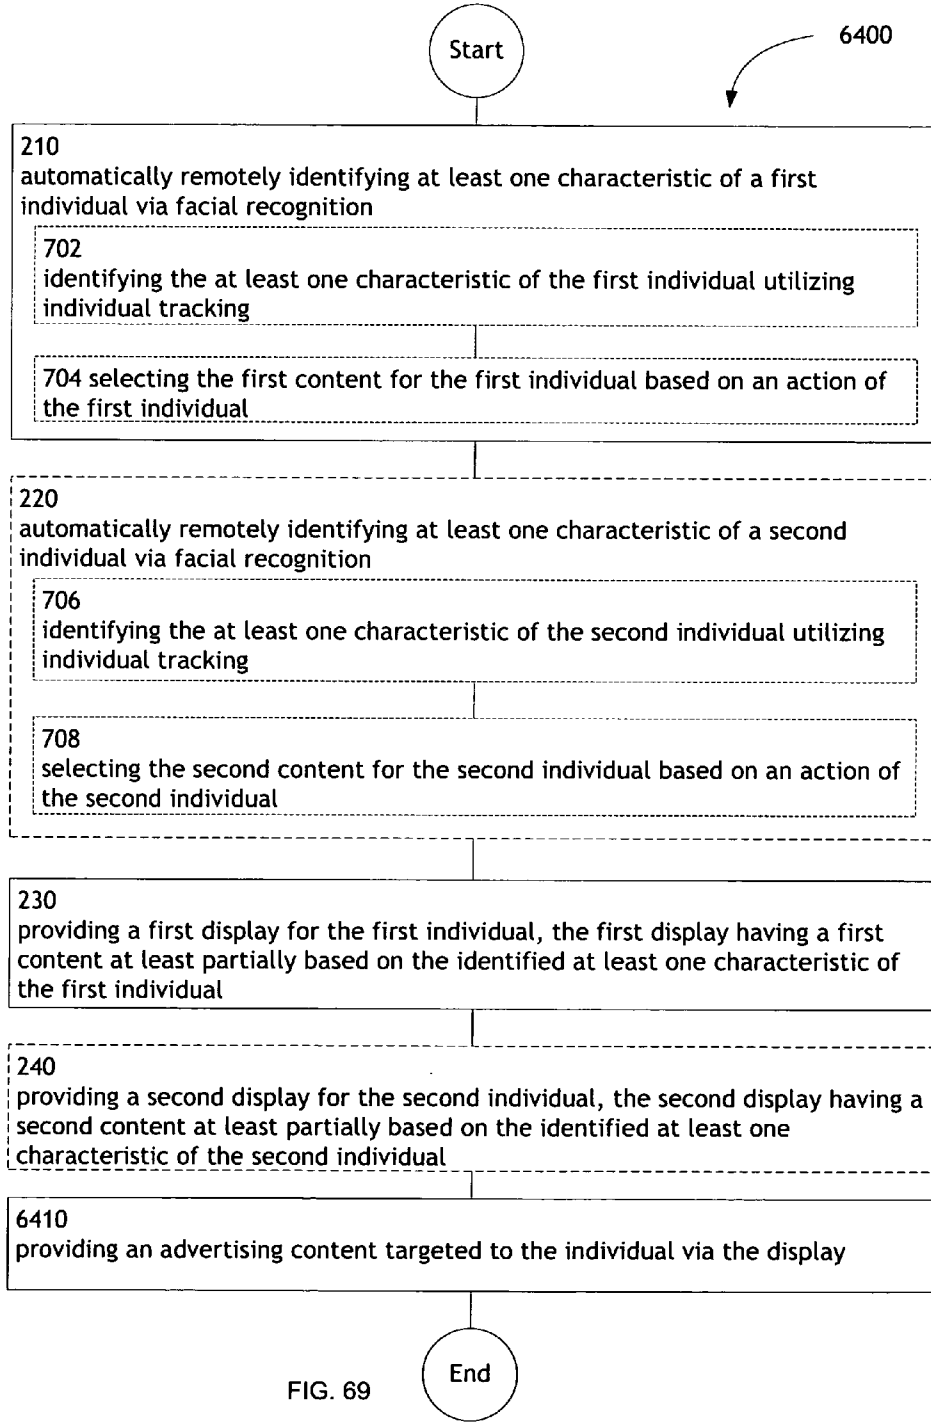 Start
6400
210
automatically remotely identifying at least one characteristic of a first
individual via facial recognition
702
identifying the at least one characteristic of the first individual utilizing
individual tracking
704 selecting the first content for the first individual based on an action of
the first individual
220
automatically remotely identifying at least one characteristic of a second
individual via facial recognition
706
identifying the at least one characteristic of the second individual utilizing
individual tracking
708
selecting the second content for the second individual based on an action of
the second individual
230
providing a first display for the first individual, the first display having a first
content at least partially based on the identified at least one characteristic of
the first individual
240
providing a second display for the second individual, the second display having a
second content at least partially based on the identified at least one
characteristic of the second individual
6410
providing an advertising content targeted to the individual via the display
End
FIG. 69